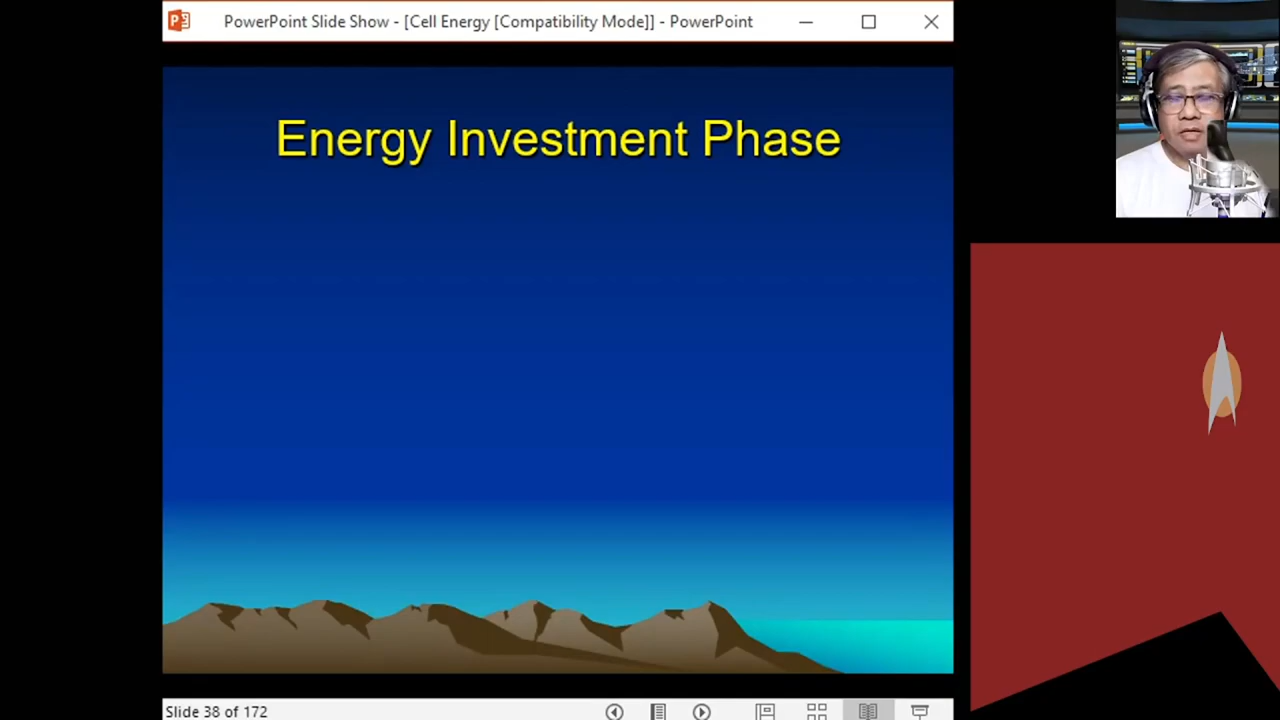 PowerPoint Slide Show - [Cell Energy [Compatibility Mode]] - PowerPoint
Energy Investment Phase
Slide 38 of 172